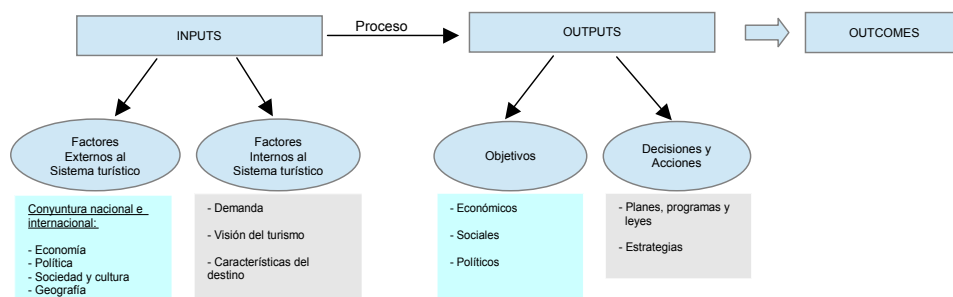 INPUTS
Proceso
OUTPUTS
OUTCOMES
Factores
Externos al
Sistema turístico
Factores
Internos al
Sistema turístico
Objetivos
Decisiones y
Acciones
Conyuntura nacional e
internacional:
- Economía
- Política
- Sociedad y cultura
- Geografía
- Demanda
- Visión del turismo
- Características del
destino
- Económicos
- Sociales
- Políticos
- Planes, programas y
leyes
- Estrategias